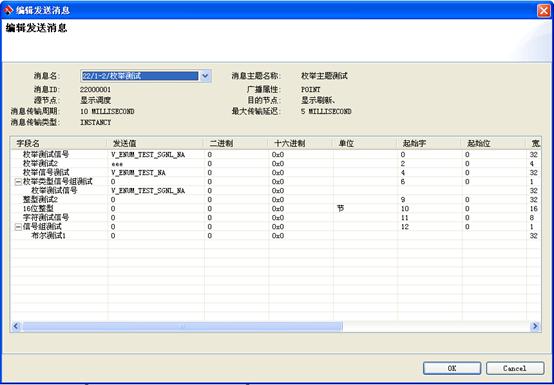 编辑发送消息
编辑发送消息
消息名: 22/1-2/枚举测试 消息主题名称: 枚举主题测试
消息ID: 22000001 广播属性: POINT
源节点: 显示调度 目的节点: 显示刷新、
消息传输周期: 10 MILLISECOND 最大传输延迟: 5 MILLISECOND
消息传输类型: INSTANCY
字段名 发送值 二进制 十六进制 单位 起始字 起始位 宽
枚举测试信号 V_ENUM_TEST_SGNL_NA 0 0x0 0 0 32
枚举测试2 eee 0 0x0 2 0 4
枚举信号测试 V_ENUM_TEST_NA 0 0x0 4 0 32
枚举类型信号组测试 0 0 0x0 6 0 1
枚举测试信号 V_ENUM_TEST_SGNL_NA 0 0x0 32
整型测试2 0 0 0x0 9 0 32
16位整型 0 0 0x0 节 10 0 16
字符测试信号 0 0 0x0 11 0 8
信号组测试 0 0 0x0 12 0 1
布尔测试1 0 0 0x0 32
OK Cancel